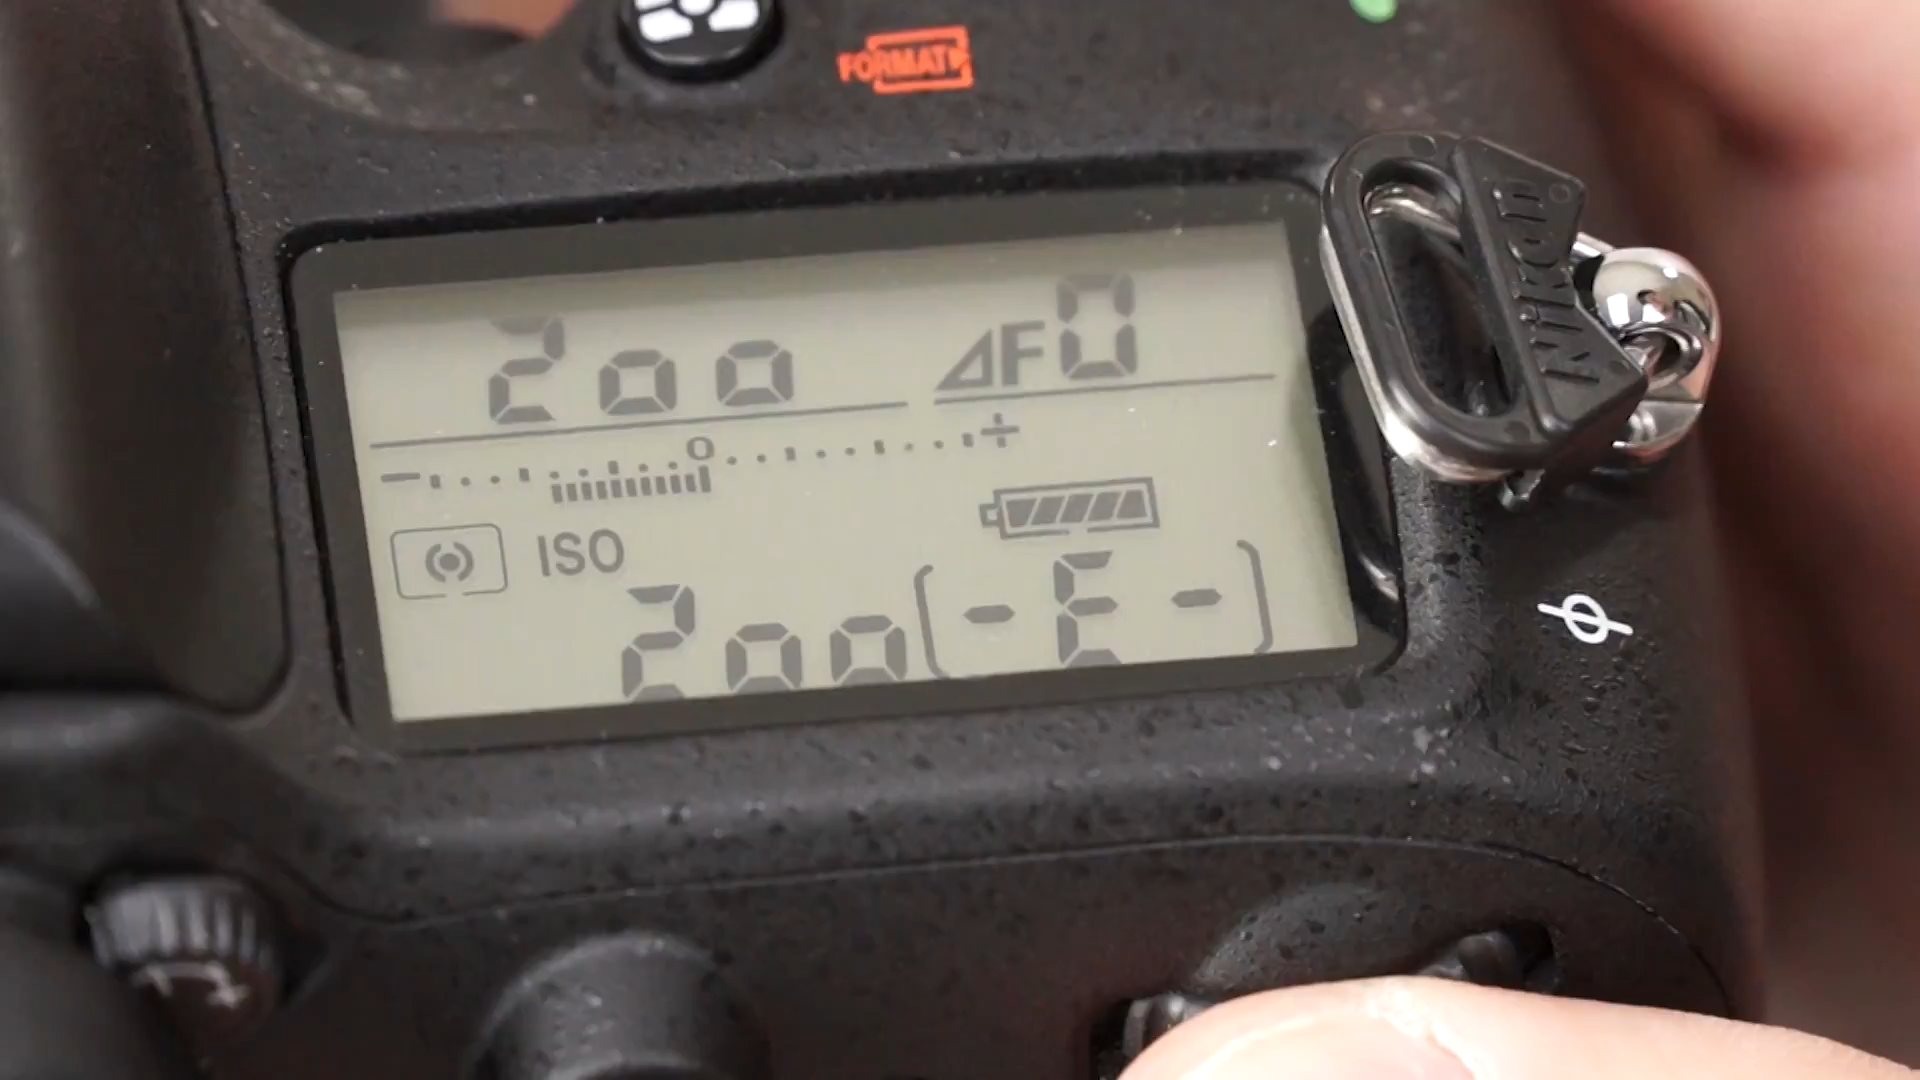 FORMAT
200 ΔF0
- 0 +
ISO
200 [-E-]
Nikon